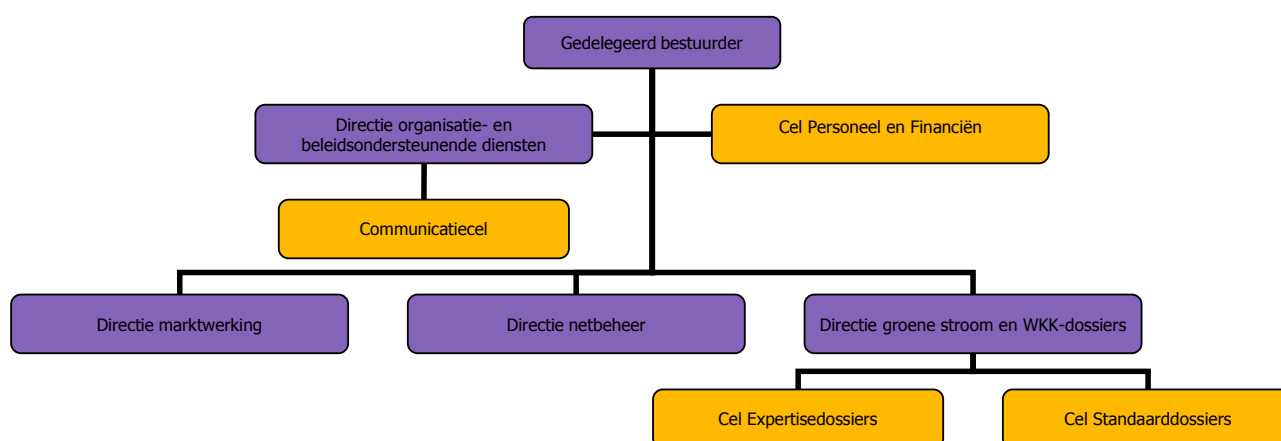 Gedelegeerd bestuurder
Directie organisatie- en
beleidsondersteunende diensten
Cel Personeel en Financiën
Communicatiecel
Directie marktwerking
Directie netbeheer
Directie groene stroom en WKK-dossiers
Cel Expertisedossiers
Cel Standaarddossiers